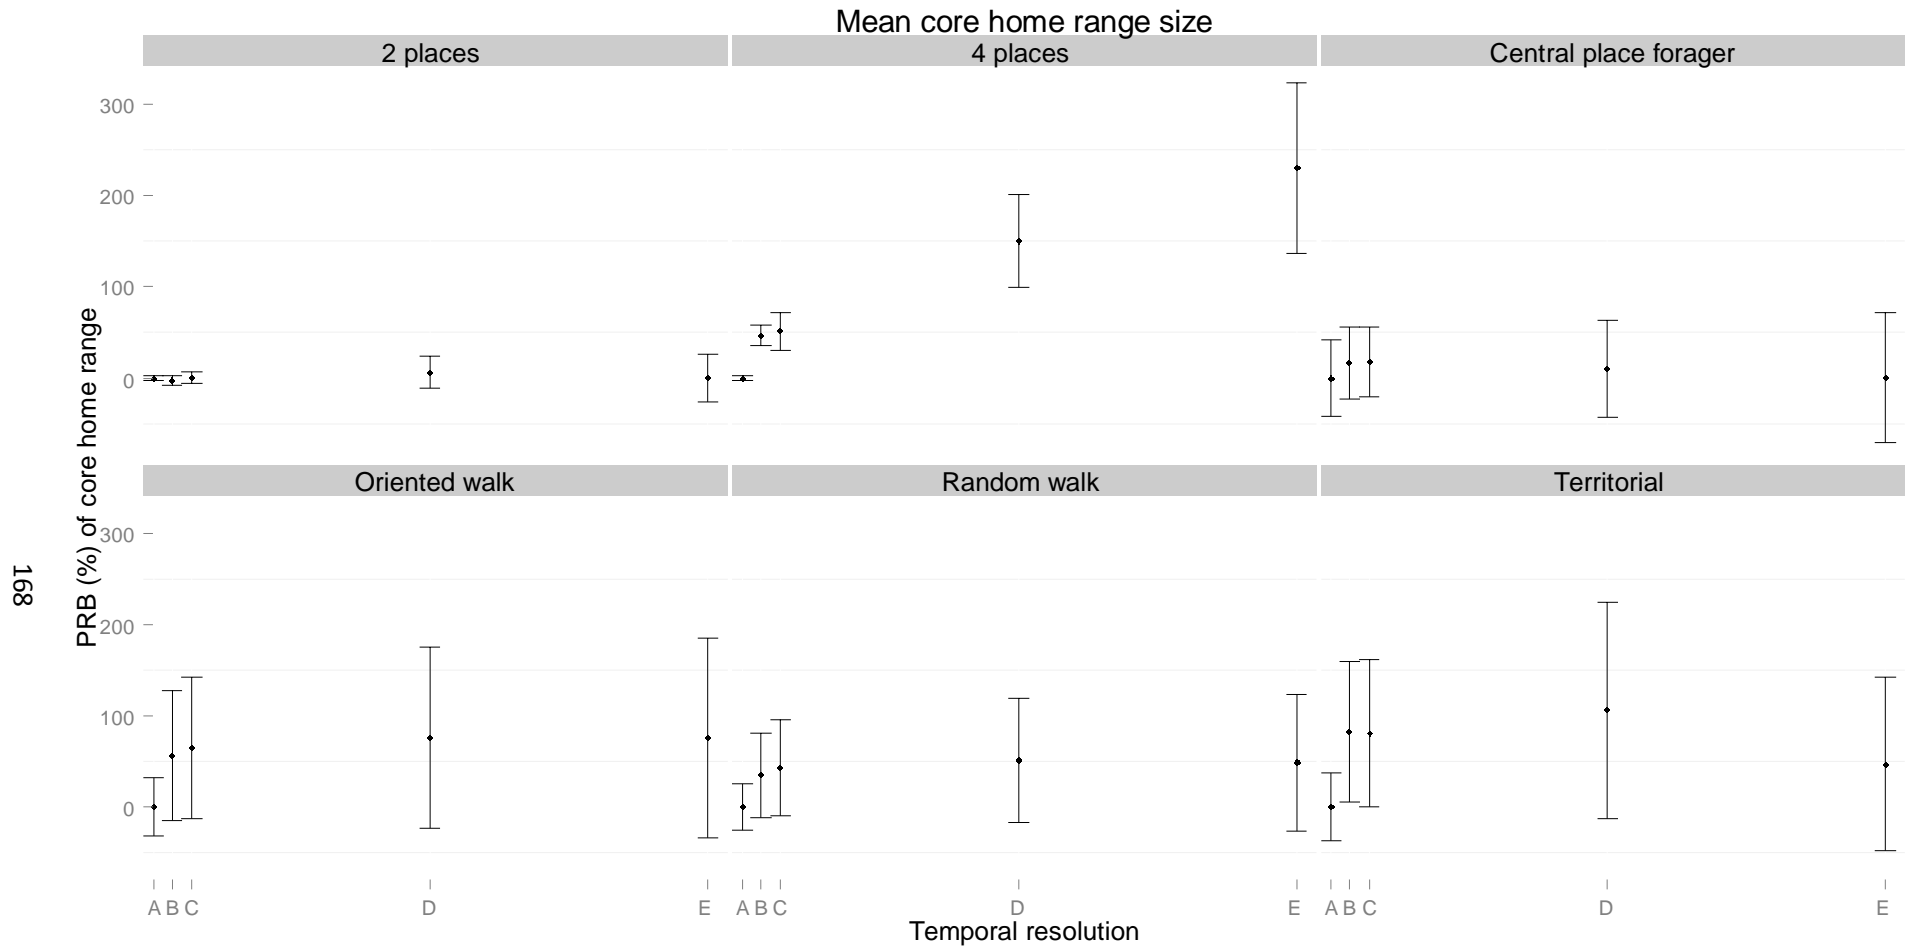 Mean core home range size
2 places
4 places
Central place forager
300
200
100
0
Oriented walk
Random walk
Territorial
300
200
100
0
PRB (%) of core home range
A B C D E
A B C D E
A B C D E
Temporal resolution
168